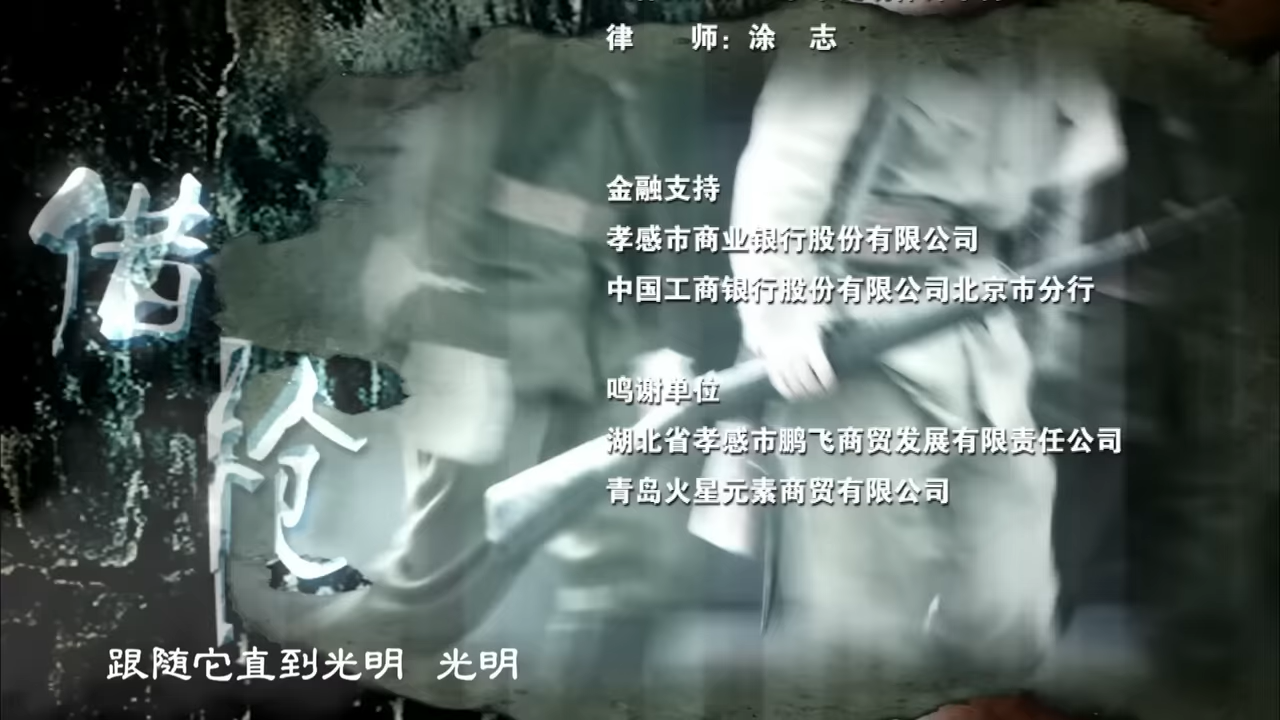 律 师：涂 志
金融支持
孝感市商业银行股份有限公司
中国工商银行股份有限公司北京市分行
鸣谢单位
湖北省孝感市鹏飞商贸发展有限责任公司
青岛火星元素商贸有限公司
借枪
跟随它直到光明 光明